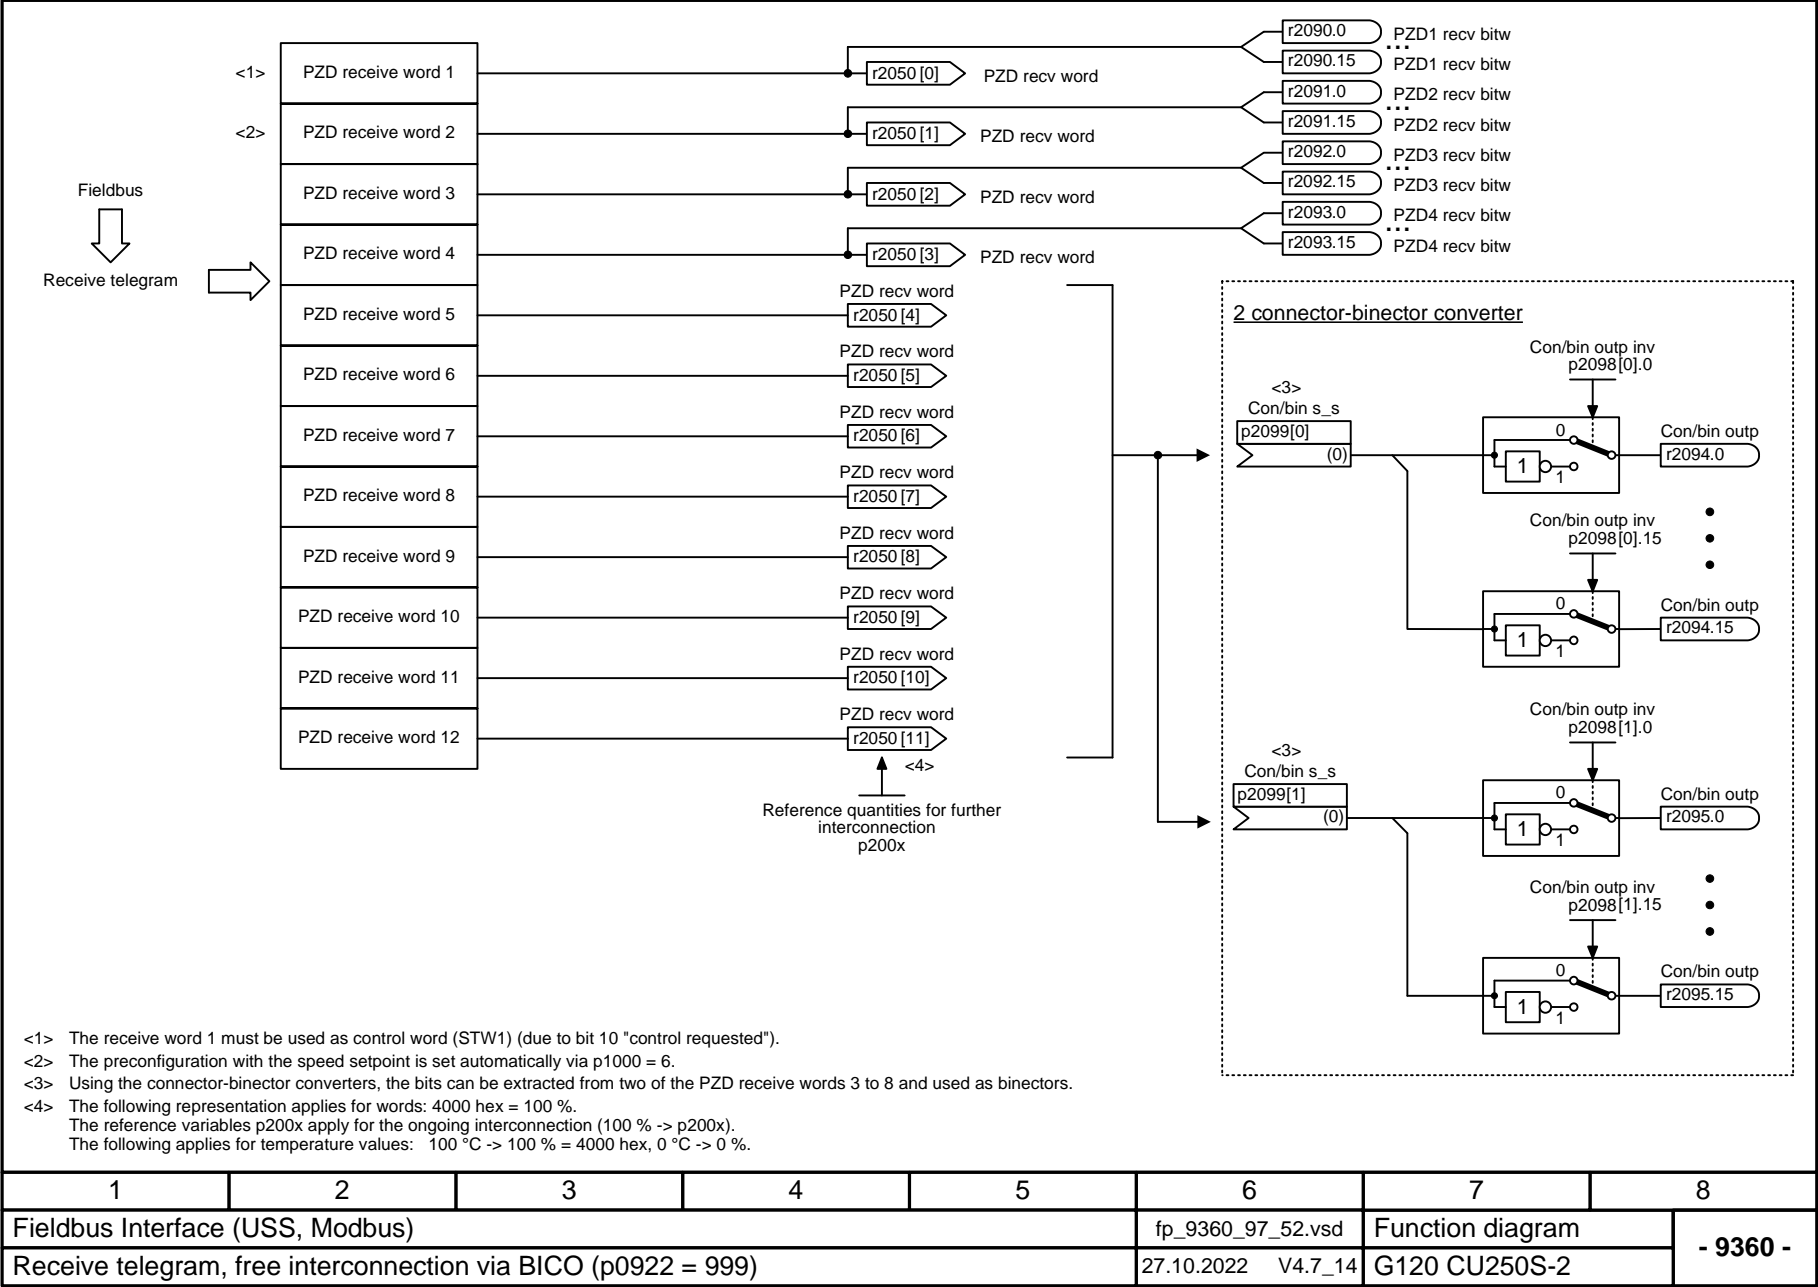 Fieldbus
Receive telegram
<1>
<2>
PZD receive word 1
PZD receive word 2
PZD receive word 3
PZD receive word 4
PZD receive word 5
PZD receive word 6
PZD receive word 7
PZD receive word 8
PZD receive word 9
PZD receive word 10
PZD receive word 11
PZD receive word 12
r2050 [0] PZD recv word
r2050 [1] PZD recv word
r2050 [2] PZD recv word
r2050 [3] PZD recv word
PZD recv word
r2050 [4]
PZD recv word
r2050 [5]
PZD recv word
r2050 [6]
PZD recv word
r2050 [7]
PZD recv word
r2050 [8]
PZD recv word
r2050 [9]
PZD recv word
r2050 [10]
PZD recv word
r2050 [11]
<4>
Reference quantities for further
interconnection
p200x
r2090.0 PZD1 recv bitw
...
r2090.15 PZD1 recv bitw
r2091.0 PZD2 recv bitw
...
r2091.15 PZD2 recv bitw
r2092.0 PZD3 recv bitw
...
r2092.15 PZD3 recv bitw
r2093.0 PZD4 recv bitw
...
r2093.15 PZD4 recv bitw
2 connector-binector converter
<3>
Con/bin s_s
p2099[0]
(0)
Con/bin outp inv
p2098[0].0
0
1
1
Con/bin outp
r2094.0
Con/bin outp inv
p2098[0].15
0
1
1
Con/bin outp
r2094.15
<3>
Con/bin s_s
p2099[1]
(0)
Con/bin outp inv
p2098[1].0
0
1
1
Con/bin outp
r2095.0
Con/bin outp inv
p2098[1].15
0
1
1
Con/bin outp
r2095.15
<1> The receive word 1 must be used as control word (STW1) (due to bit 10 "control requested").
<2> The preconfiguration with the speed setpoint is set automatically via p1000 = 6.
<3> Using the connector-binector converters, the bits can be extracted from two of the PZD receive words 3 to 8 and used as binectors.
<4> The following representation applies for words: 4000 hex = 100 %.
The reference variables p200x apply for the ongoing interconnection (100 % -> p200x).
The following applies for temperature values: 100 °C -> 100 % = 4000 hex, 0 °C -> 0 %.
1 2 3 4 5 6 7 8
Fieldbus Interface (USS, Modbus) fp_9360_97_52.vsd Function diagram
- 9360 -
Receive telegram, free interconnection via BICO (p0922 = 999) 27.10.2022 V4.7_14 G120 CU250S-2